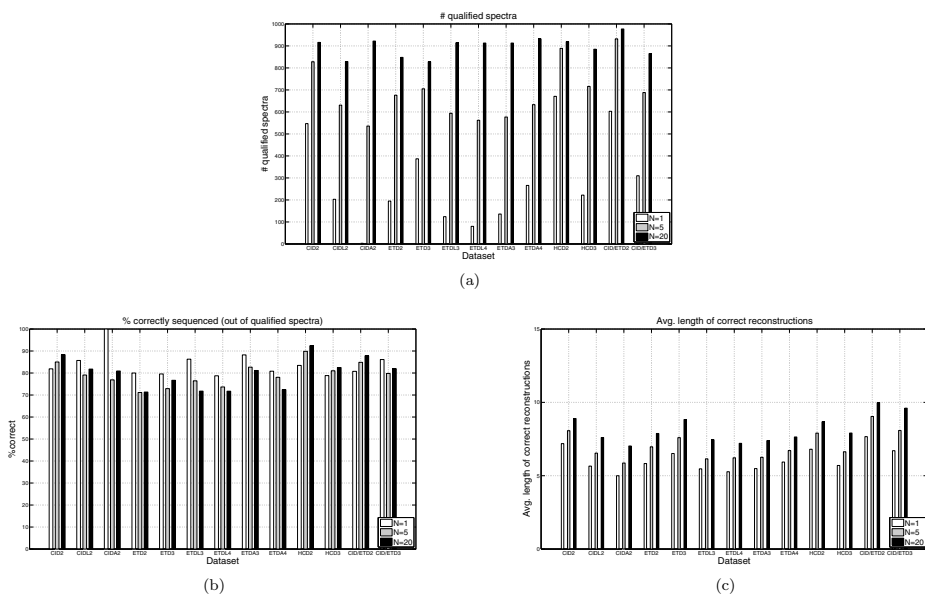 # qualified spectra
1000
900
800
700
600
500
400
300
200
100
0
# qualified spectra
CID2 CIDL2 CIDA2 ETD2 ETD3 ETDL3 ETDL4 ETDA3 ETDA4 HCD2 HCD3 CID/ETD2 CID/ETD3
Dataset
N=1
N=5
N=20
(a)
% correctly sequenced (out of qualified spectra)
100
90
80
70
60
50
40
30
20
10
0
%correct
CID2 CIDL2 CIDA2 ETD2 ETD3 ETDL3 ETDL4 ETDA3 ETDA4 HCD2 HCD3 CID/ETD2 CID/ETD3
Dataset
N=1
N=5
N=20
(b)
Avg. length of correct reconstructions
15
10
5
0
Avg. length of correct reconstructions
CID2 CIDL2 CIDA2 ETD2 ETD3 ETDL3 ETDL4 ETDA3 ETDA4 HCD2 HCD3 CID/ETD2 CID/ETD3
Dataset
N=1
N=5
N=20
(c)